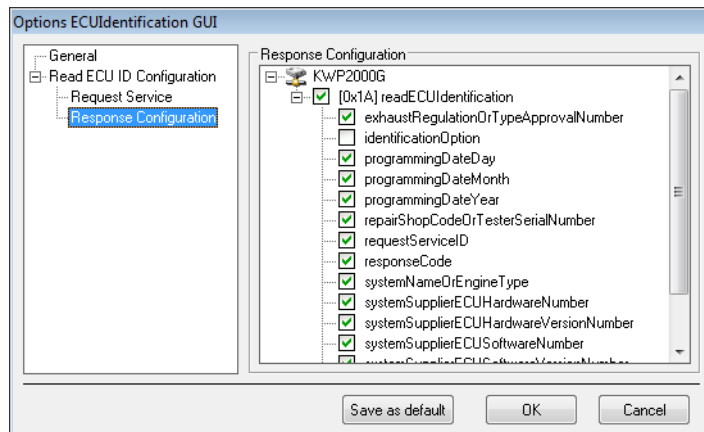 Options ECUIdentification GUI
General
Read ECU ID Configuration
Request Service
Response Configuration
Response Configuration
KWP2000G
[0x1A] readECUIdentification
exhaustRegulationOrTypeApprovalNumber
identificationOption
programmingDateDay
programmingDateMonth
programmingDateYear
repairShopCodeOrTesterSerialNumber
requestServiceID
responseCode
systemNameOrEngineType
systemSupplierECUHardwareNumber
systemSupplierECUHardwareVersionNumber
systemSupplierECUSoftwareNumber
systemSupplierECUSoftwareVersionNumber
Save as default
OK
Cancel